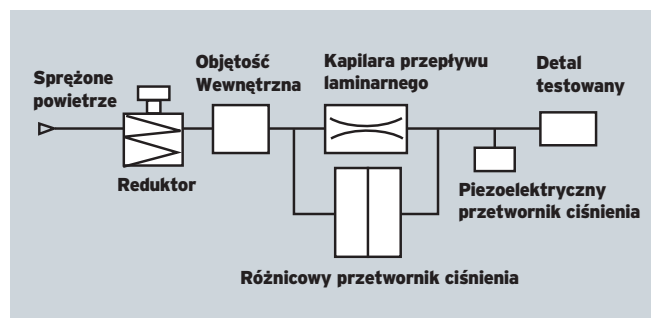 Sprężone
powietrze
Reduktor
Objętość
Wewnętrzna
Kapilara przepływu
laminarnego
Detal
testowany
Piezoelektryczny
przetwornik ciśnienia
Różnicowy przetwornik ciśnienia